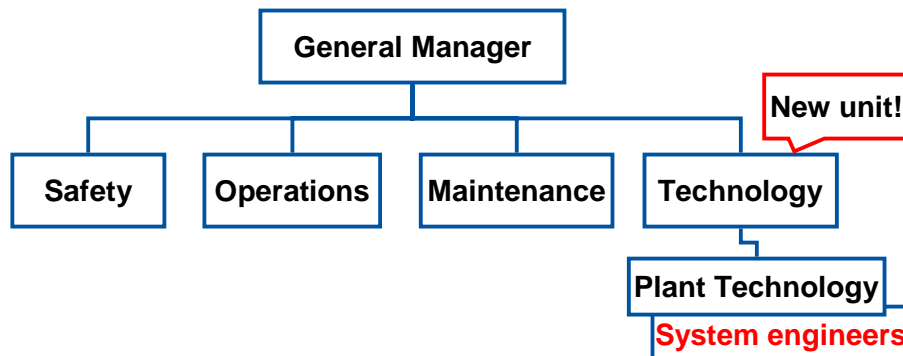 General Manager
New unit!
Safety
Operations
Maintenance
Technology
Plant Technology
System engineers